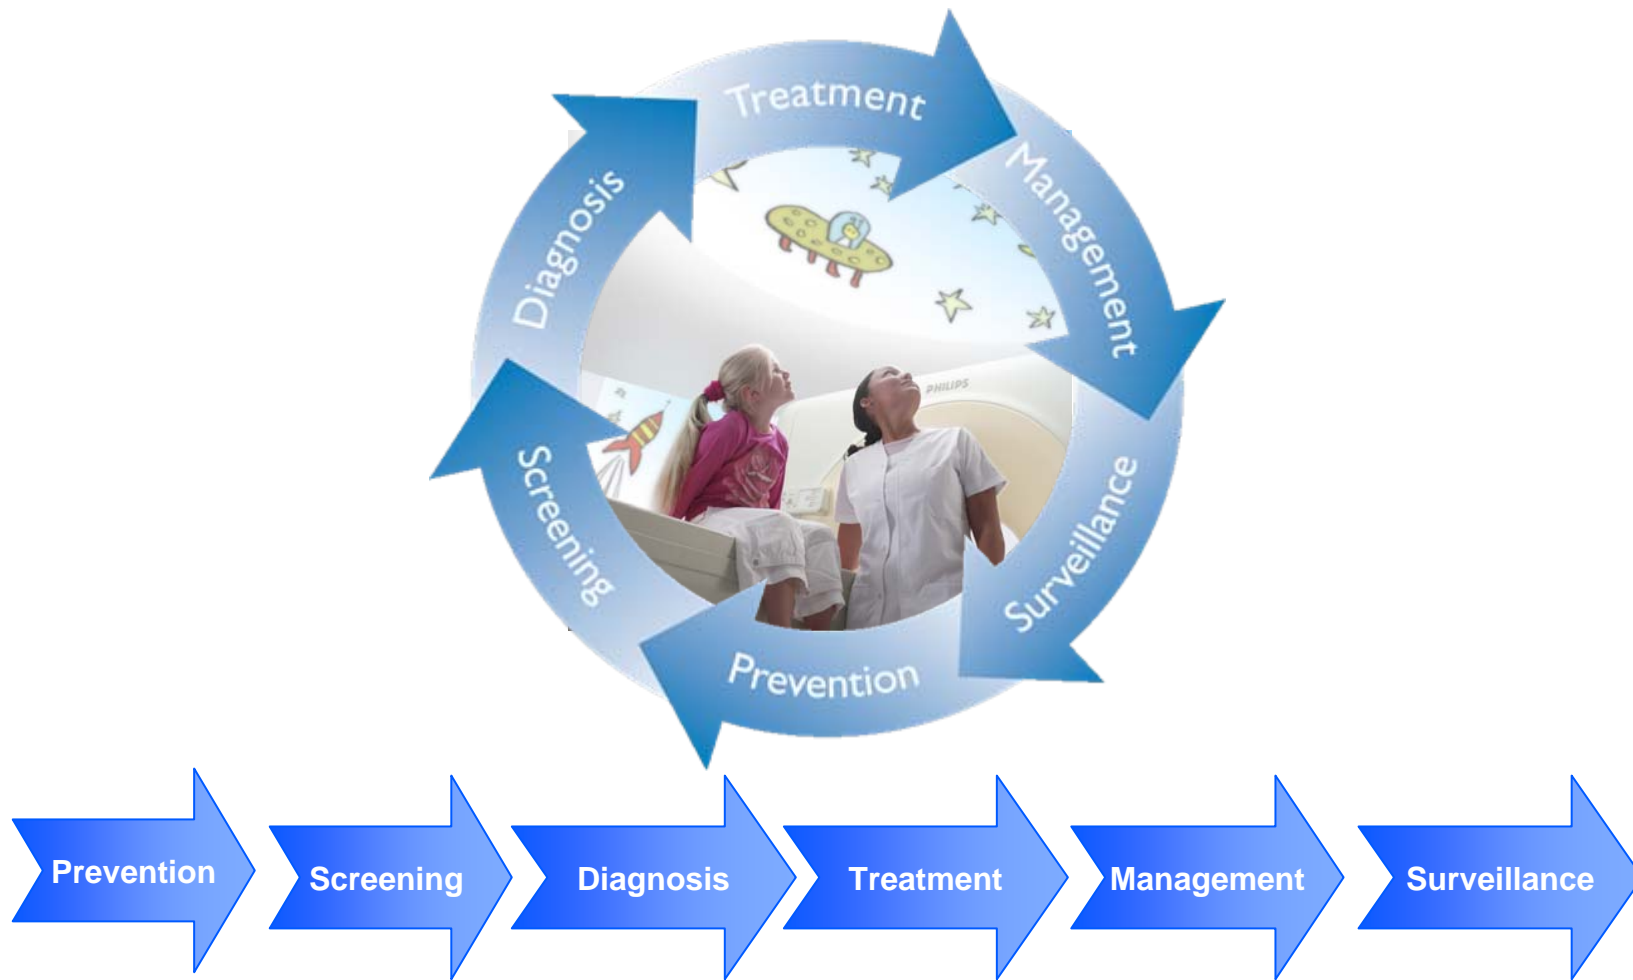 Treatment
Management
Diagnosis
PHILIPS
Screening
Surveillance
Prevention
Prevention
Screening
Diagnosis
Treatment
Management
Surveillance